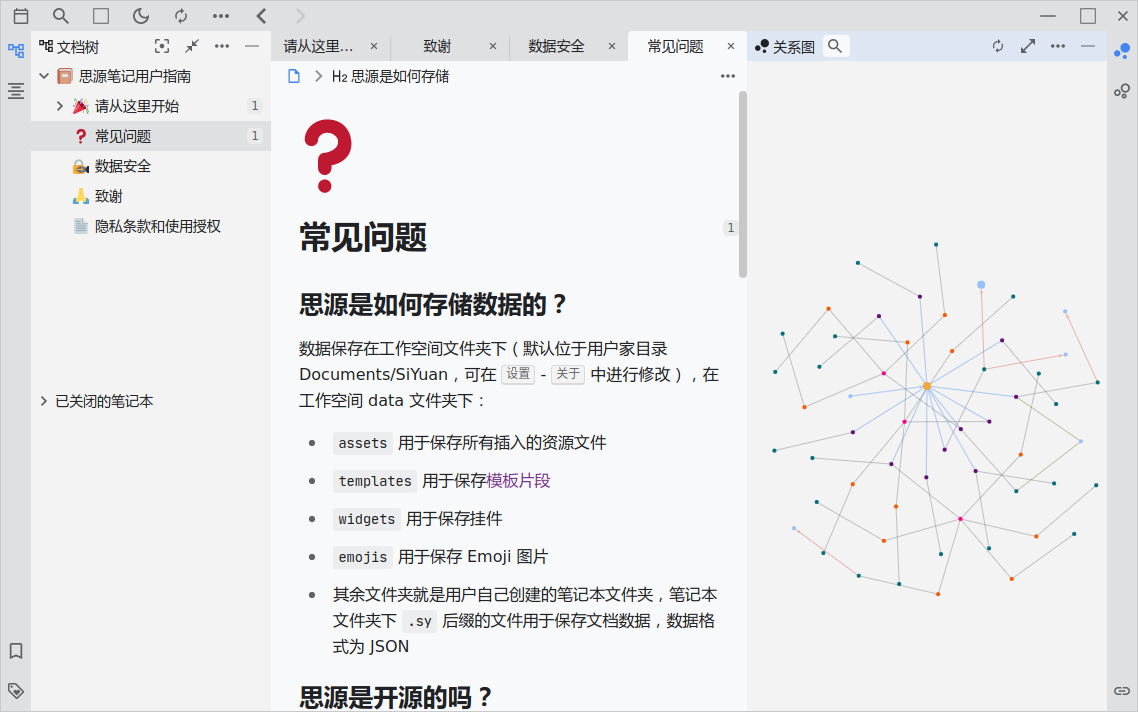 文档树
思源笔记用户指南
请从这里开始 1
常见问题 1
数据安全
致谢
隐私条款和使用授权
已关闭的笔记本
请从这里... 致谢 数据安全 常见问题
H2 思源是如何存储
常见问题 1
思源是如何存储数据的？
数据保存在工作空间文件夹下（默认位于用户家目录
Documents/SiYuan，可在 设置 - 关于 中进行修改），在
工作空间 data 文件夹下：
assets 用于保存所有插入的资源文件
templates 用于保存模板片段
widgets 用于保存挂件
emojis 用于保存 Emoji 图片
其余文件夹就是用户自己创建的笔记本文件夹，笔记本
文件夹下 .sy 后缀的文件用于保存文档数据，数据格
式为 JSON
思源是开源的吗？
关系图